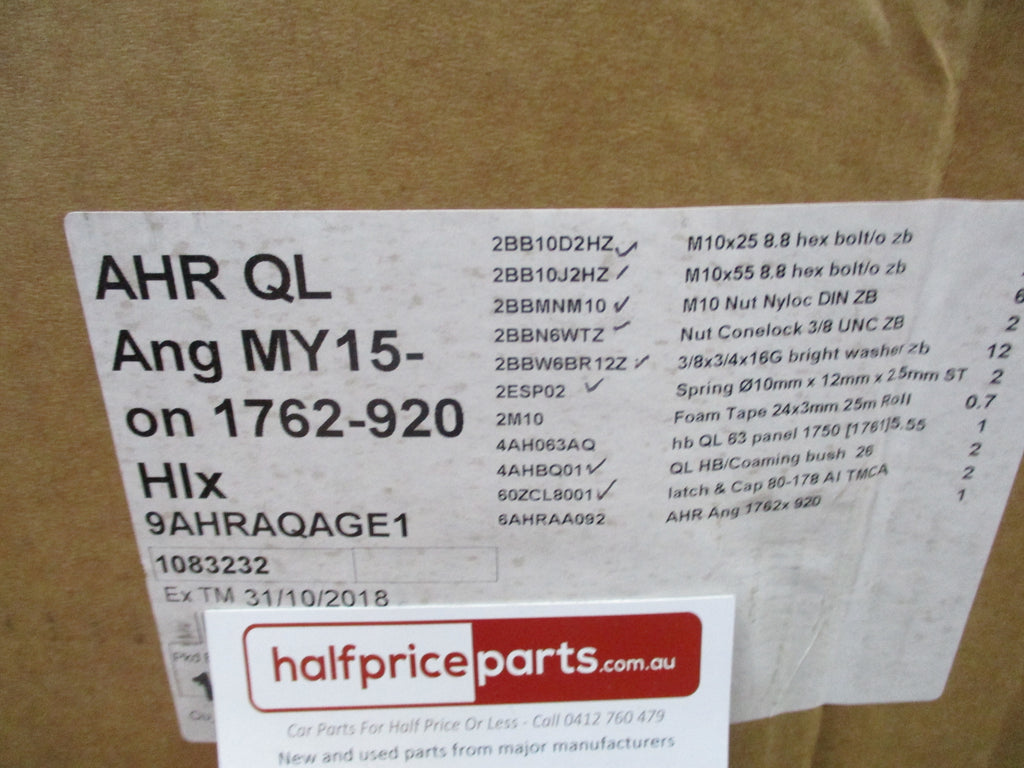 AHR QL
Ang MY15-
on 1762-920
Hlx
9AHRAQAGE1
1083232
Ex TM 31/10/2018
2BB10D2HZ M10x25 8.8 hex bolt/o zb
2BB10J2HZ M10x55 8.8 hex bolt/o zb
2BBMNM10 M10 Nut Nyloc DIN ZB 6
2BBN6WTZ Nut Conelock 3/8 UNC ZB 2
2BBW6BR12Z 3/8x3/4x16G bright washer zb 12
2ESP02 Spring Ø10mm x 12mm x 2.5mm ST 2
2M10 Foam Tape 24x3mm 25m Roll 0.7
4AH063AQ hb QL 63 panel 1750 [1761]5.55 1
4AHBQ01 QL HB/Coaming bush 26 2
60ZCL8001 latch & Cap 80-178 Al TMCA 2
6AHRAA092 AHR Ang 1762x 920 1
Pkd
1
halfpriceparts.com.au
Car Parts For Half Price Or Less - Call 0412 760 479
New and used parts from major manufacturers